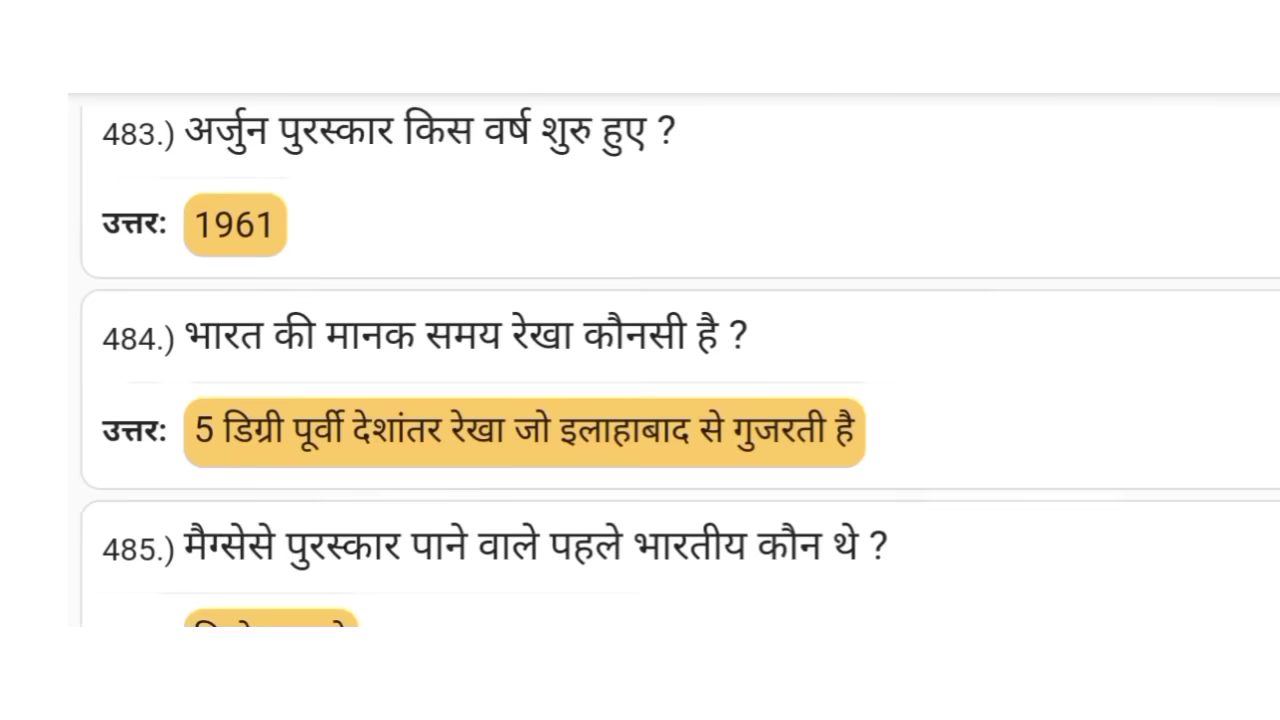 483.) अर्जुन पुरस्कार किस वर्ष शुरु हुए ?
उत्तर: 1961
484.) भारत की मानक समय रेखा कौनसी है ?
उत्तर: 5 डिग्री पूर्वी देशांतर रेखा जो इलाहाबाद से गुजरती है
485.) मैग्सेसे पुरस्कार पाने वाले पहले भारतीय कौन थे ?